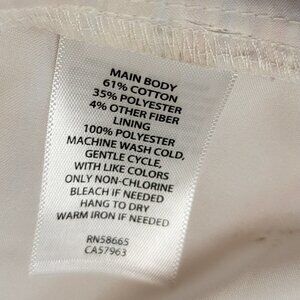 MAIN BODY
61% COTTON
35% POLYESTER
4% OTHER FIBER
LINING
100% POLYESTER
MACHINE WASH COLD,
GENTLE CYCLE,
WITH LIKE COLORS
ONLY NON-CHLORINE
BLEACH IF NEEDED
HANG TO DRY
WARM IRON IF NEEDED
RN58665
CA57963